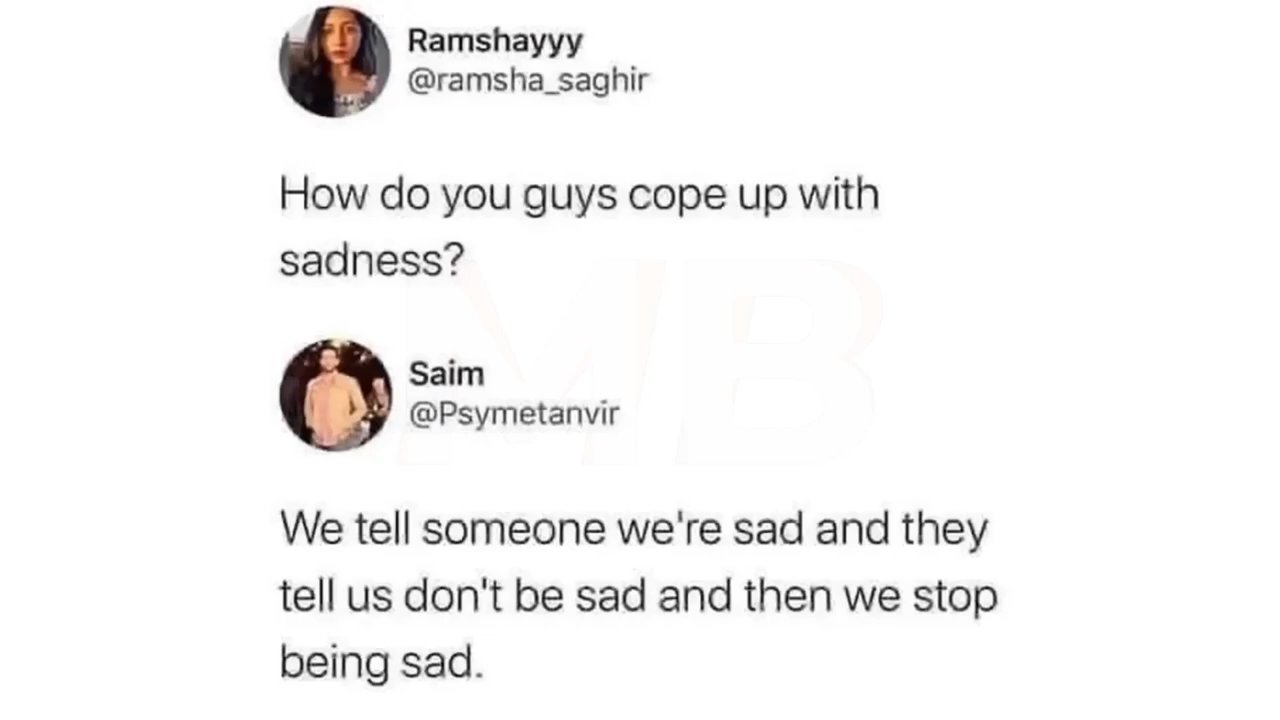 Ramshayyy
@ramsha_saghir
How do you guys cope up with
sadness?
MB
Saim
@Psymetanvir
We tell someone we're sad and they
tell us don't be sad and then we stop
being sad.